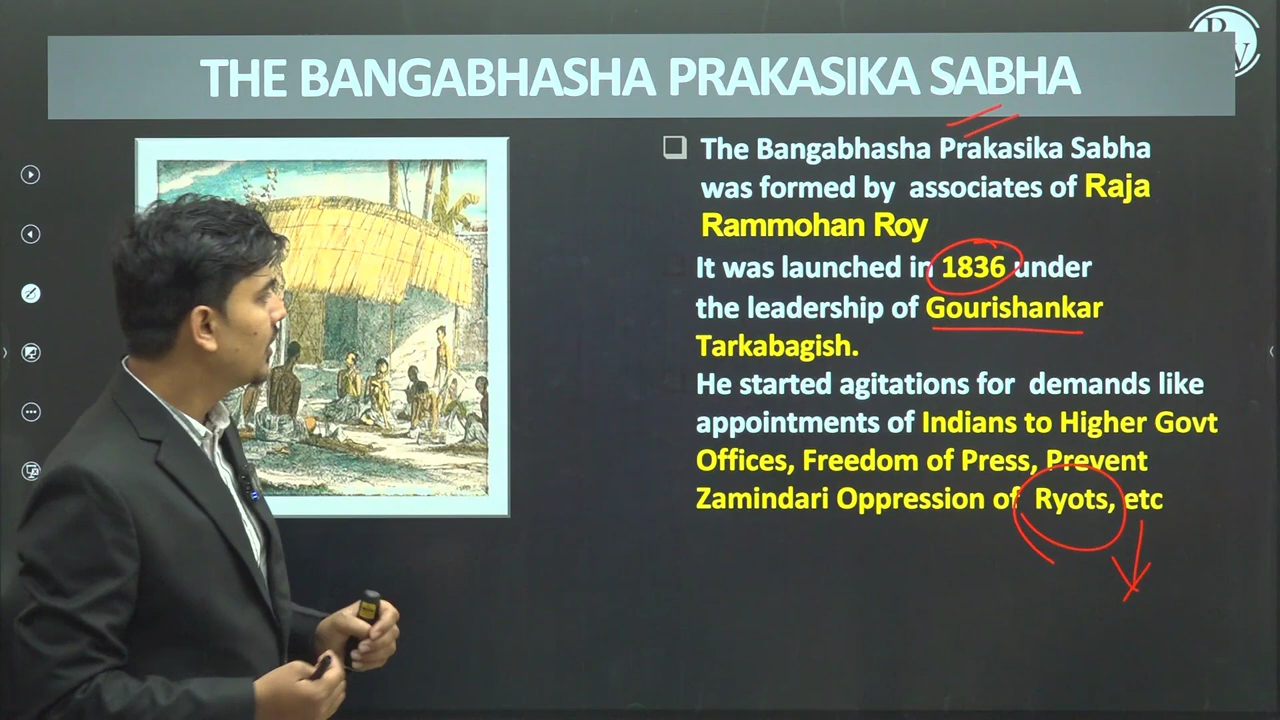 THE BANGABHASHA PRAKASIKA SABHA
The Bangabhasha Prakasika Sabha
was formed by associates of Raja
Rammohan Roy
It was launched in 1836 under
the leadership of Gourishankar
Tarkabagish.
He started agitations for demands like
appointments of Indians to Higher Govt
Offices, Freedom of Press, Prevent
Zamindari Oppression of Ryots, etc